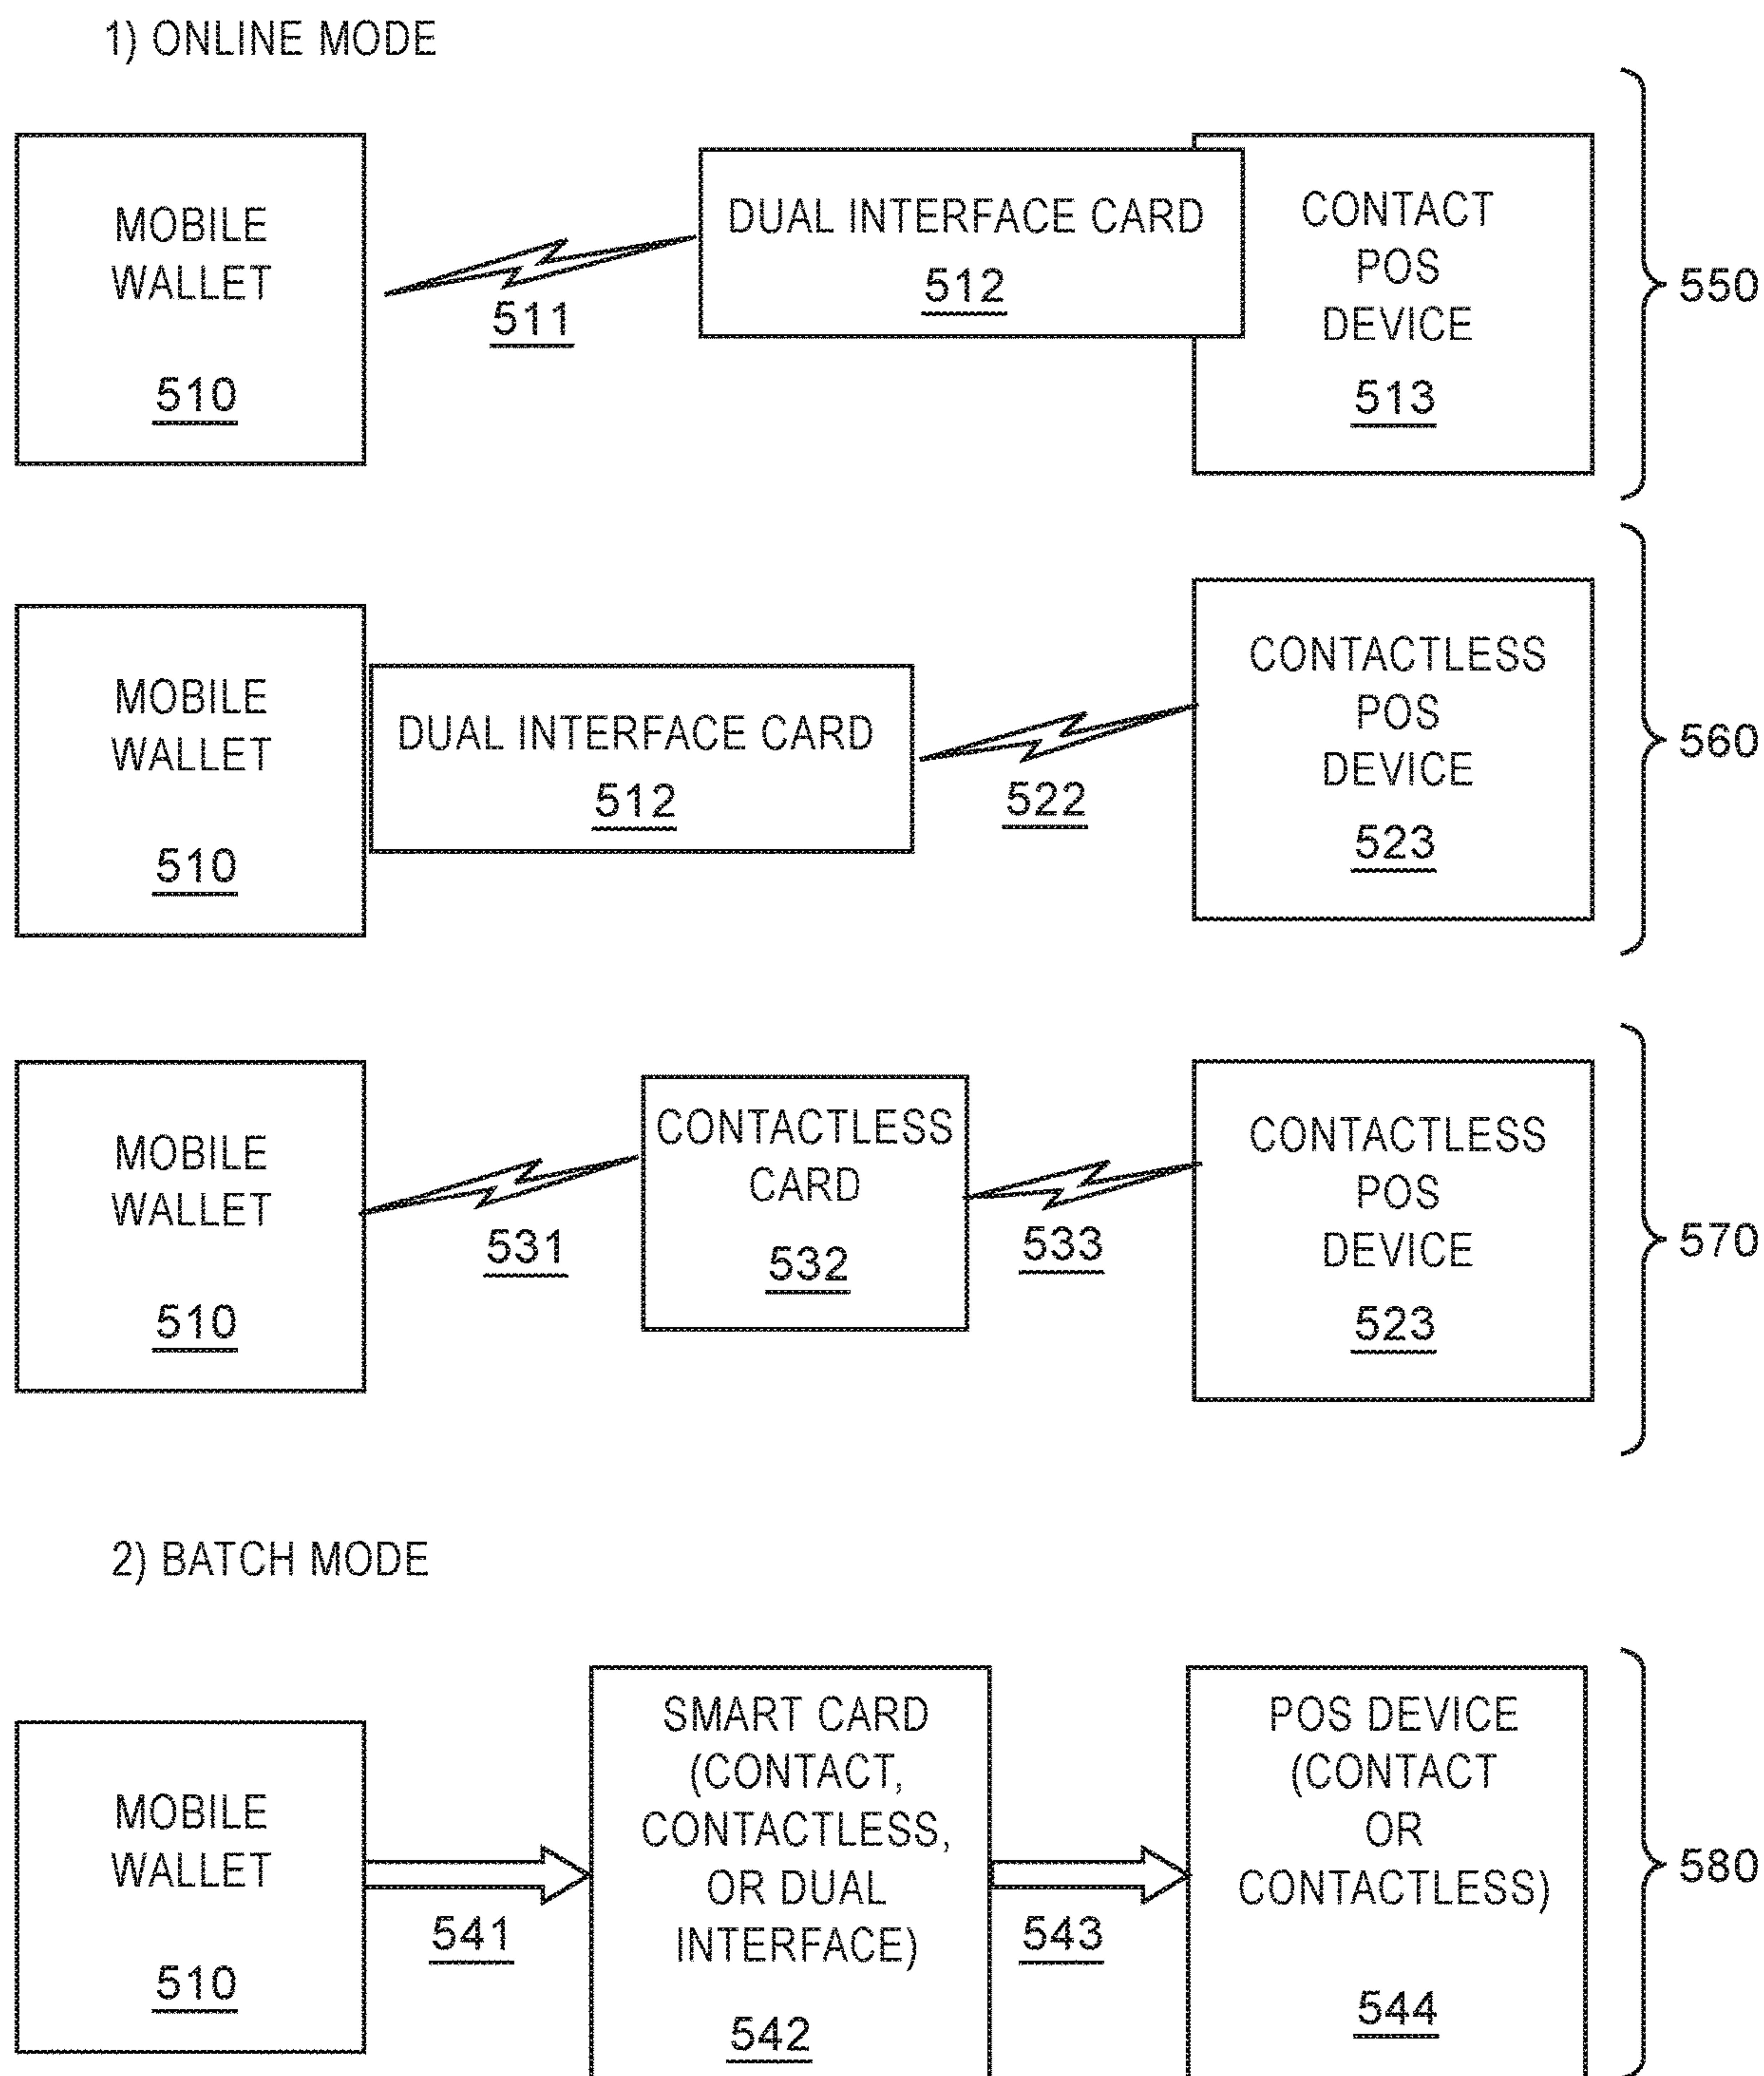 1) ONLINE MODE
MOBILE
WALLET
510
511
DUAL INTERFACE CARD
512
CONTACT
POS
DEVICE
513
550
MOBILE
WALLET
510
DUAL INTERFACE CARD
512
522
CONTACTLESS
POS
DEVICE
523
560
MOBILE
WALLET
510
531
CONTACTLESS
CARD
532
533
CONTACTLESS
POS
DEVICE
523
570
2) BATCH MODE
MOBILE
WALLET
510
541
SMART CARD
(CONTACT,
CONTACTLESS,
OR DUAL
INTERFACE)
542
543
POS DEVICE
(CONTACT
OR
CONTACTLESS)
544
580